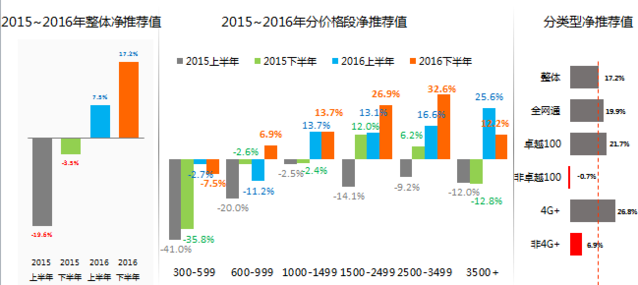 2015~2016年整体净推荐值
17.2%
7.5%
-3.5%
-19.6%
2015 2015 2016 2016
上半年 下半年 上半年 下半年
2015~2016年分价格段净推荐值
2015上半年 2015下半年 2016上半年 2016下半年
-41.0% -35.8% -2.7% -7.5%
-20.0% -2.6% -11.2% 6.9%
-2.5% -2.4% 13.7% 13.7%
-14.1% 12.0% 13.1% 26.9%
-9.2% 6.2% 16.6% 32.6%
-12.0% -12.8% 25.6%
300-599 600-999 1000-1499 1500-2499 2500-3499 3500+
分类型净推荐值
整体 17.2%
全网通 19.9%
卓越100 21.7%
非卓越100 -0.7%
4G+ 26.8%
非4G+ 6.9%